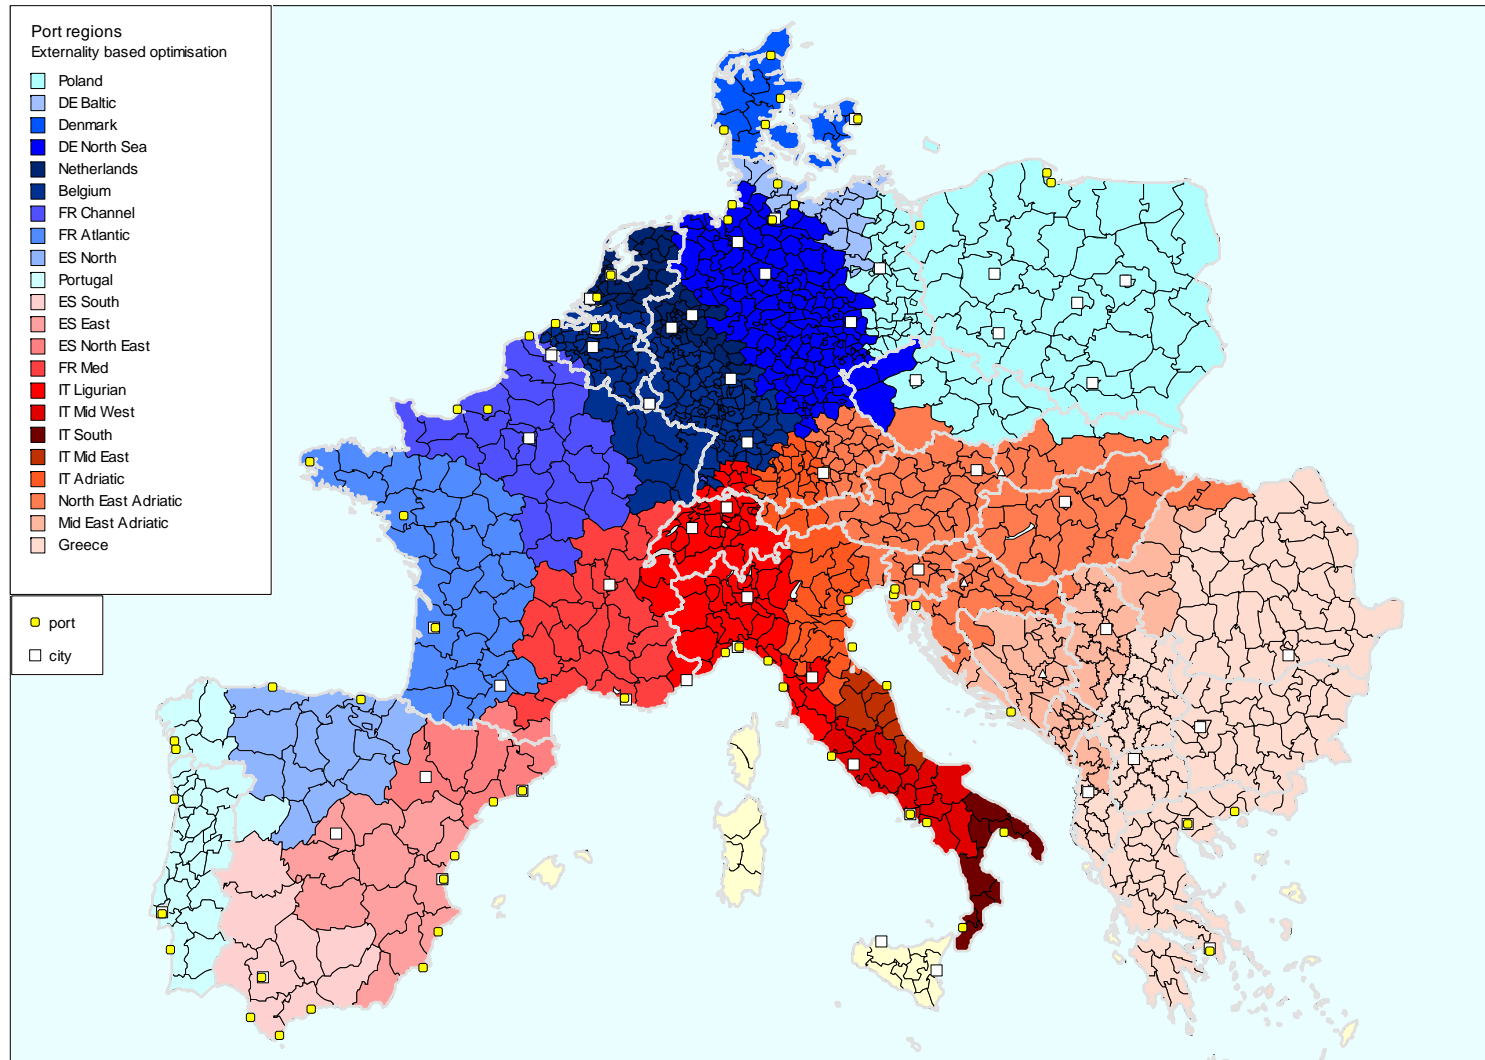 Port regions
Externality based optimisation
Poland
DE Baltic
Denmark
DE North Sea
Netherlands
Belgium
FR Channel
FR Atlantic
ES North
Portugal
ES South
ES East
ES North East
FR Med
IT Ligurian
IT Mid West
IT South
IT Mid East
IT Adriatic
North East Adriatic
Mid East Adriatic
Greece
port
city